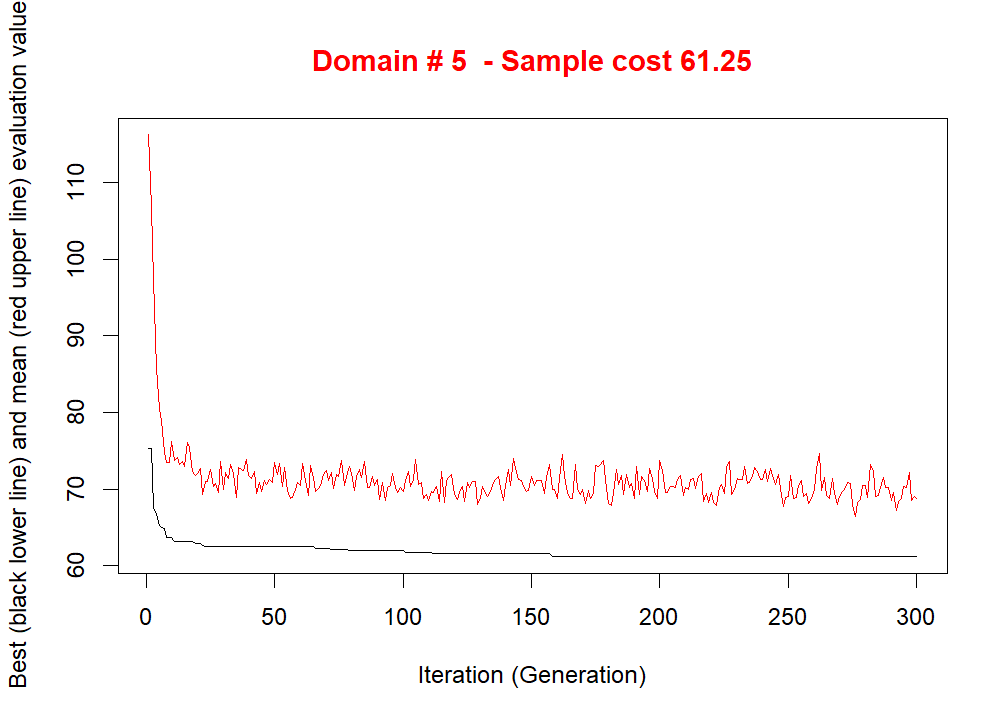 Domain # 5  - Sample cost 61.25
Best (black lower line) and mean (red upper line) evaluation value
110
100
90
80
70
60
0 50 100 150 200 250 300
Iteration (Generation)